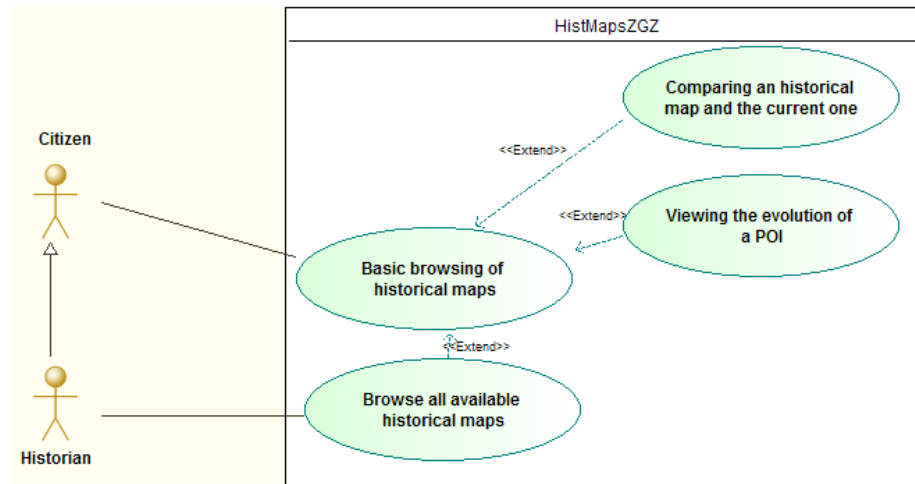 HistMapsZGZ
Comparing an historical
map and the current one
Citizen
<<Extend>>
<<Extend>>
Viewing the evolution of
a POI
Basic browsing of
historical maps
<<Extend>>
Browse all available
historical maps
Historian